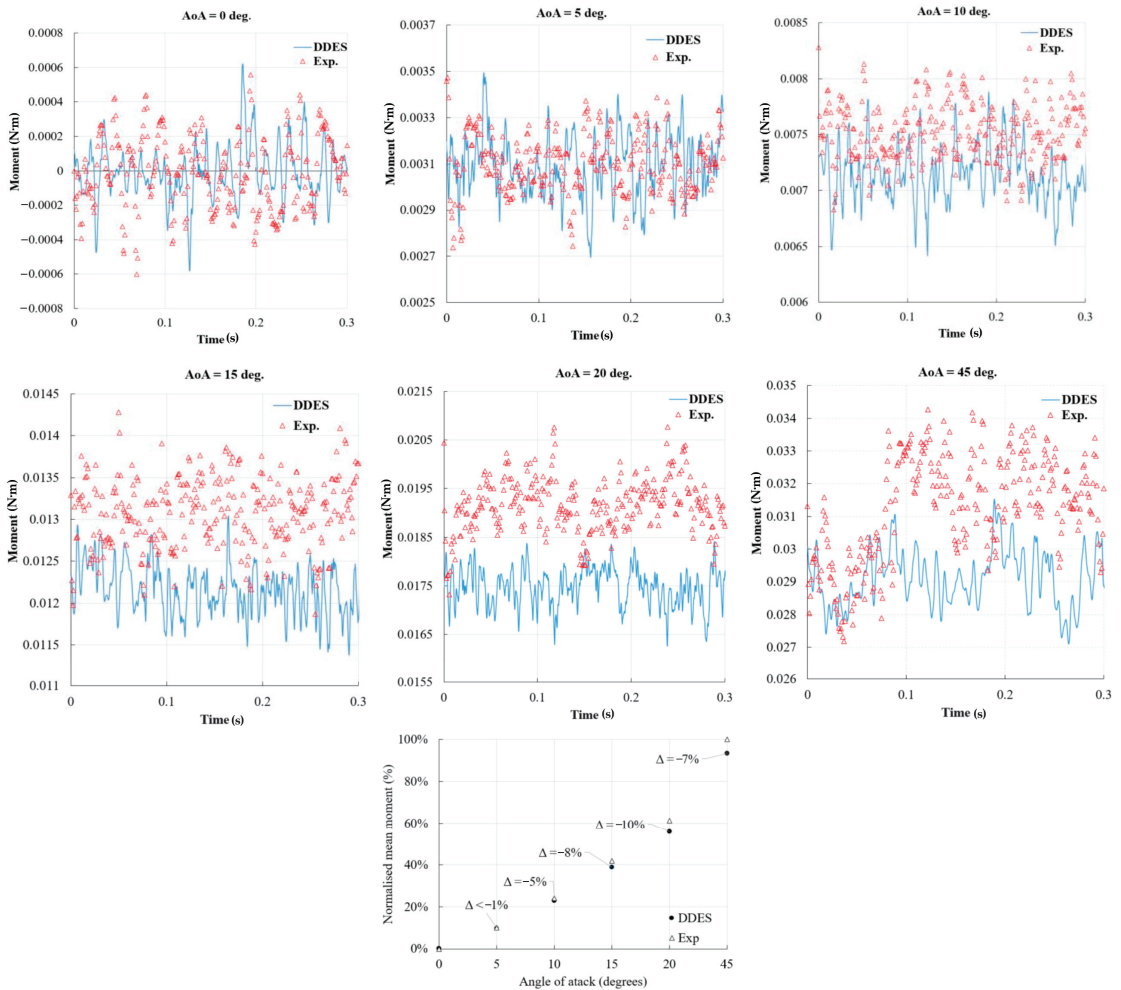 AoA = 0 deg.
0.0008
0.0006
0.0004
0.0002
0
−0.0002
−0.0004
−0.0006
−0.0008
Moment (N·m)
DDES
Exp.
0 0.1 0.2 0.3
Time (s)
AoA = 5 deg.
0.0037
0.0035
0.0033
0.0031
0.0029
0.0027
0.0025
Moment (N·m)
DDES
Exp.
0 0.1 0.2 0.3
Time (s)
AoA = 10 deg.
0.0085
0.008
0.0075
0.007
0.0065
0.006
Moment (N·m)
DDES
Exp.
0 0.1 0.2 0.3
Time (s)
AoA = 15 deg.
0.0145
0.014
0.0135
0.013
0.0125
0.012
0.0115
0.011
Moment (N·m)
DDES
Exp.
0 0.1 0.2 0.3
Time (s)
AoA = 20 deg.
0.0215
0.0205
0.0195
0.0185
0.0175
0.0165
0.0155
Moment (N·m)
DDES
Exp.
0 0.1 0.2 0.3
Time (s)
AoA = 45 deg.
0.035
0.034
0.033
0.032
0.031
0.03
0.029
0.028
0.027
0.026
Moment (N·m)
DDES
Exp.
0 0.1 0.2 0.3
Time (s)
100%
80%
60%
40%
20%
0%
Normalised mean moment (%)
Δ = −7%
Δ = −10%
Δ = −8%
Δ = −5%
Δ < −1%
DDES
Exp
0 5 10 15 20 45
Angle of atack (degrees)